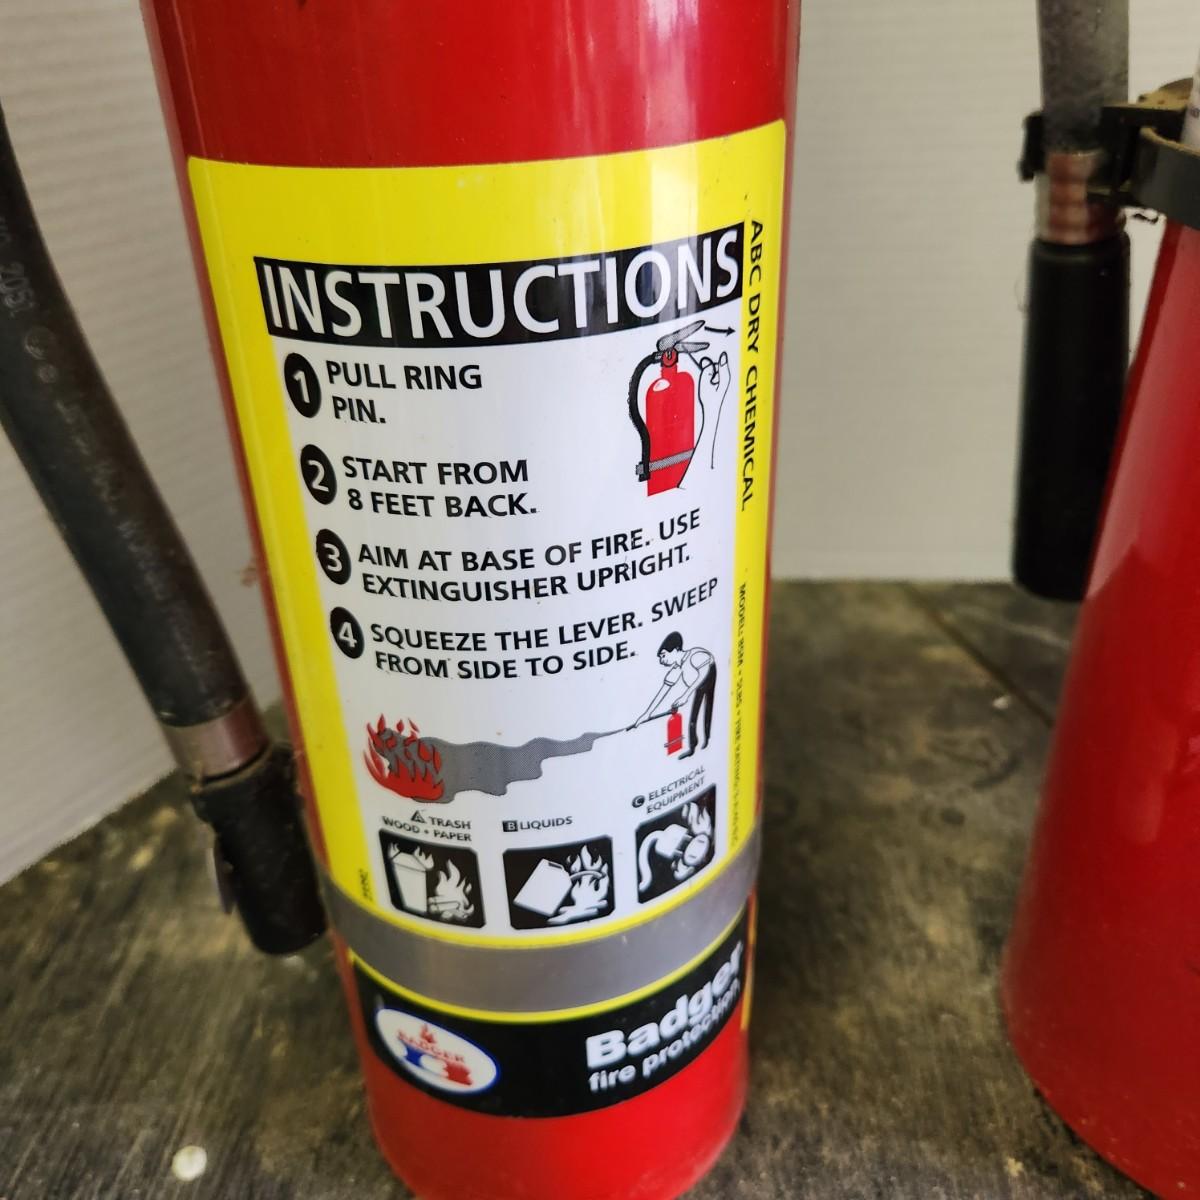 INSTRUCTIONS
1 PULL RING
PIN.
2 START FROM
8 FEET BACK.
3 AIM AT BASE OF FIRE. USE
EXTINGUISHER UPRIGHT.
4 SQUEEZE THE LEVER. SWEEP
FROM SIDE TO SIDE.
A TRASH
WOOD • PAPER
B LIQUIDS
C ELECTRICAL
EQUIPMENT
ABC DRY CHEMICAL
BADGER
Badger
fire protection